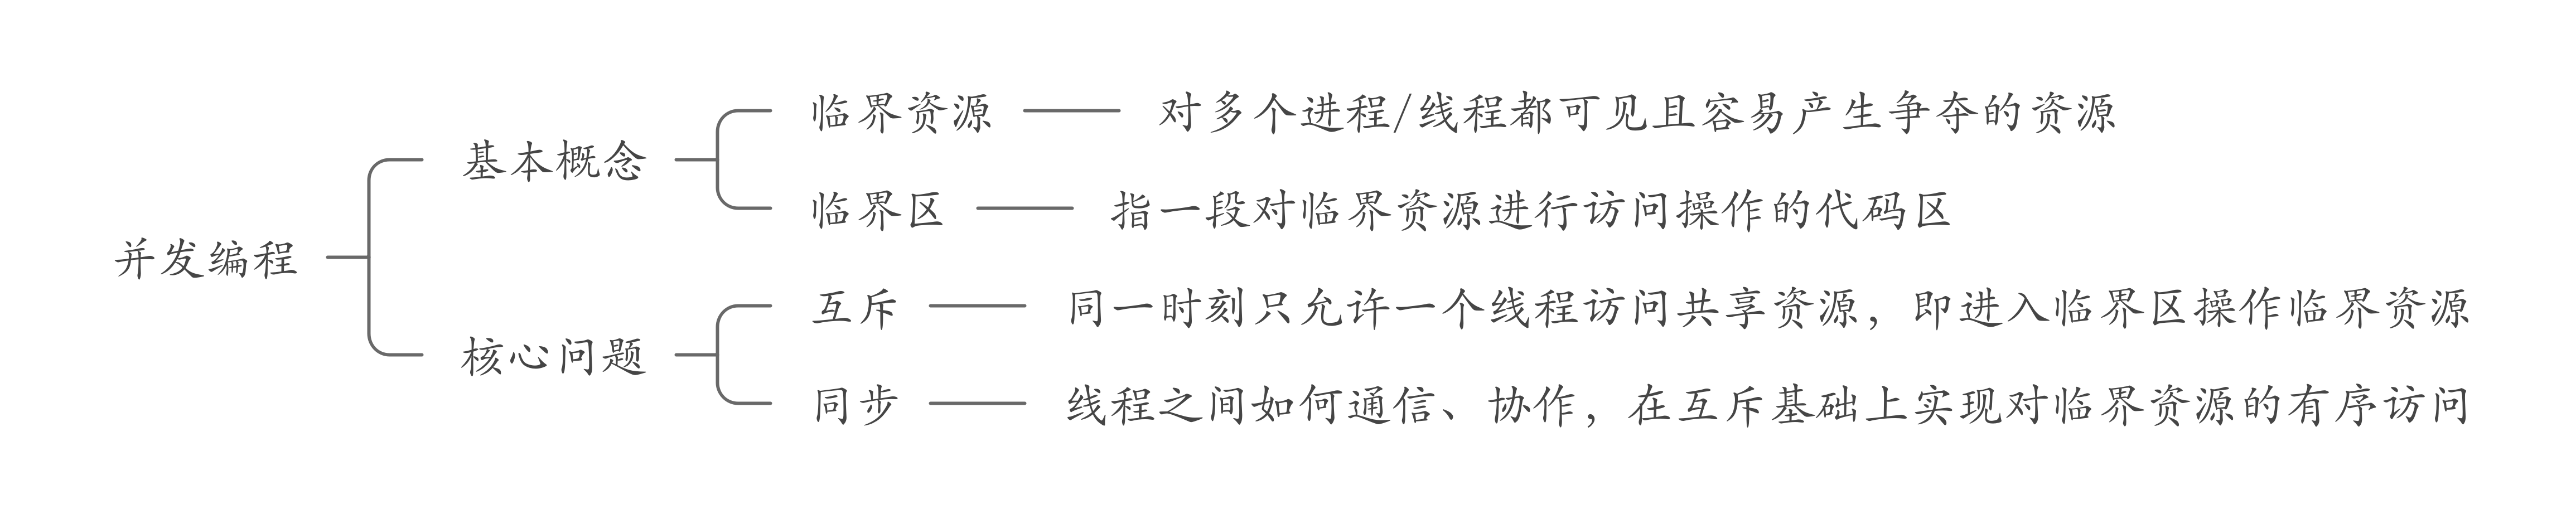 并发编程
基本概念
临界资源
对多个进程/线程都可见且容易产生争夺的资源
临界区
指一段对临界资源进行访问操作的代码区
核心问题
互斥
同一时刻只允许一个线程访问共享资源，即进入临界区操作临界资源
同步
线程之间如何通信、协作，在互斥基础上实现对临界资源的有序访问